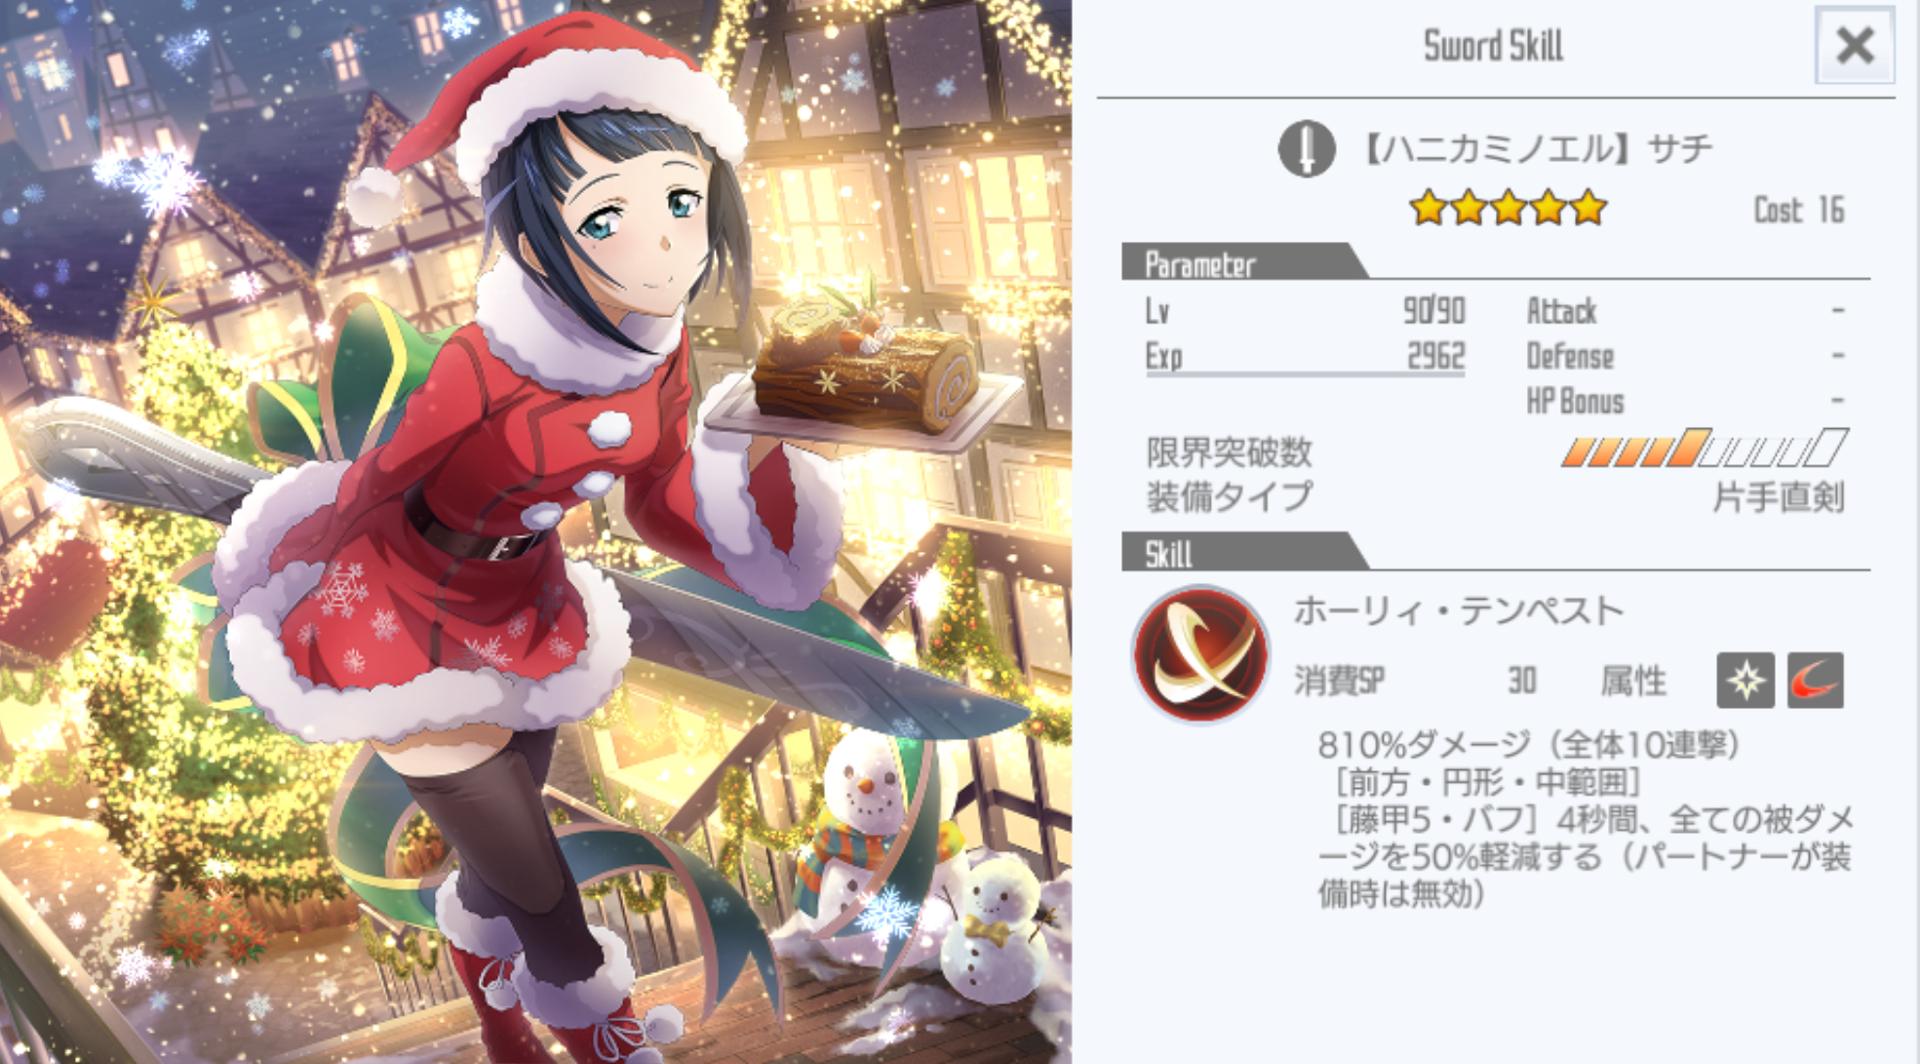 Sword Skill
【ハニカミノエル】サチ
Cost 16
Parameter
Lv 90/90 Attack -
Exp 2962 Defense -
HP Bonus -
限界突破数
装備タイプ 片手直剣
Skill
ホーリィ・テンペスト
消費SP 30 属性
810%ダメージ（全体10連撃）
［前方・円形・中範囲］
［藤甲5・バフ］4秒間、全ての被ダメ
ージを50%軽減する（パートナーが装
備時は無効）